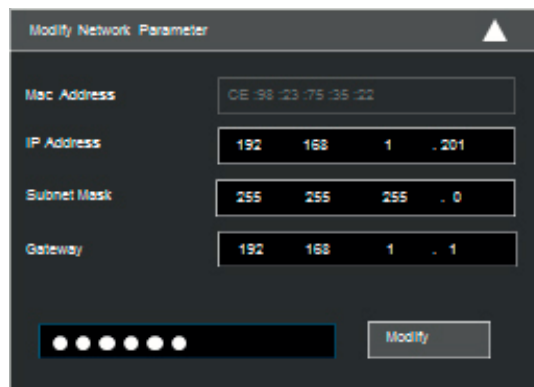 Modify Network Parameter
Mac Address CE :98 :23 :75 :35 :22
IP Address 192 168 1 . 201
Subnet Mask 255 255 255 . 0
Gateway 192 168 1 . 1
Modify